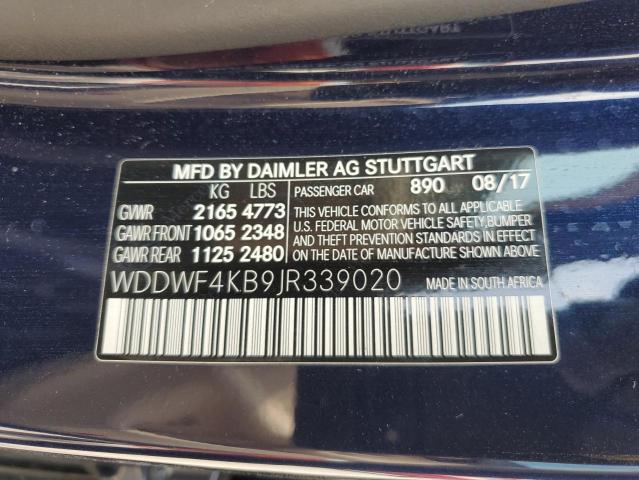 MFD BY DAIMLER AG STUTTGART
KG LBS PASSENGER CAR 890 08/17
GVWR 2165 4773 THIS VEHICLE CONFORMS TO ALL APPLICABLE
GAWR FRONT 1065 2348 U.S. FEDERAL MOTOR VEHICLE SAFETY, BUMPER
GAWR REAR 1125 2480 AND THEFT PREVENTION STANDARDS IN EFFECT
ON THE DATE OF MANUFACTURE SHOWN ABOVE.
WDDWF4KB9JR339020 MADE IN SOUTH AFRICA